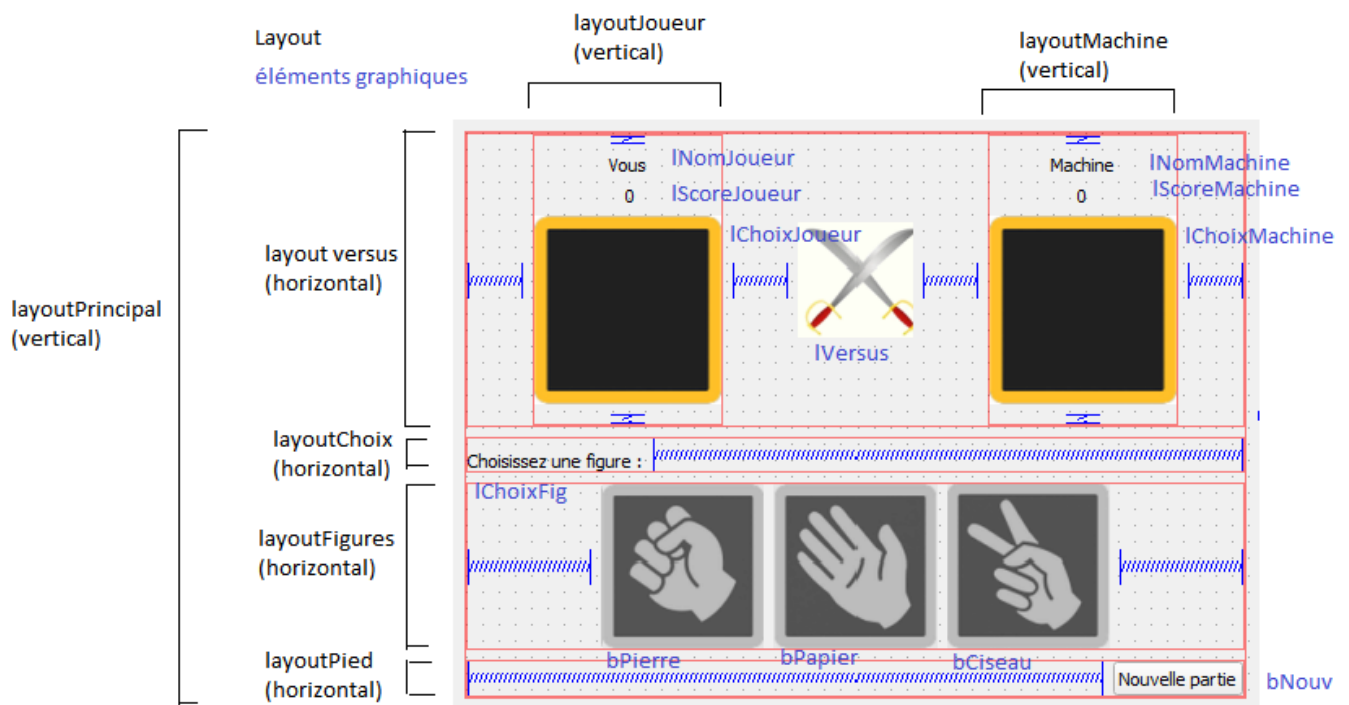 Layout
éléments graphiques
layoutJoueur
(vertical)
layoutMachine
(vertical)
layoutPrincipal
(vertical)
layout versus
(horizontal)
Vous
lNomJoueur
0
lScoreJoueur
lChoixJoueur
lVersus
Machine
lNomMachine
0
lScoreMachine
lChoixMachine
layoutChoix
(horizontal)
Choisissez une figure :
lChoixFig
layoutFigures
(horizontal)
bPierre
bPapier
bCiseau
layoutPied
(horizontal)
Nouvelle partie
bNouv